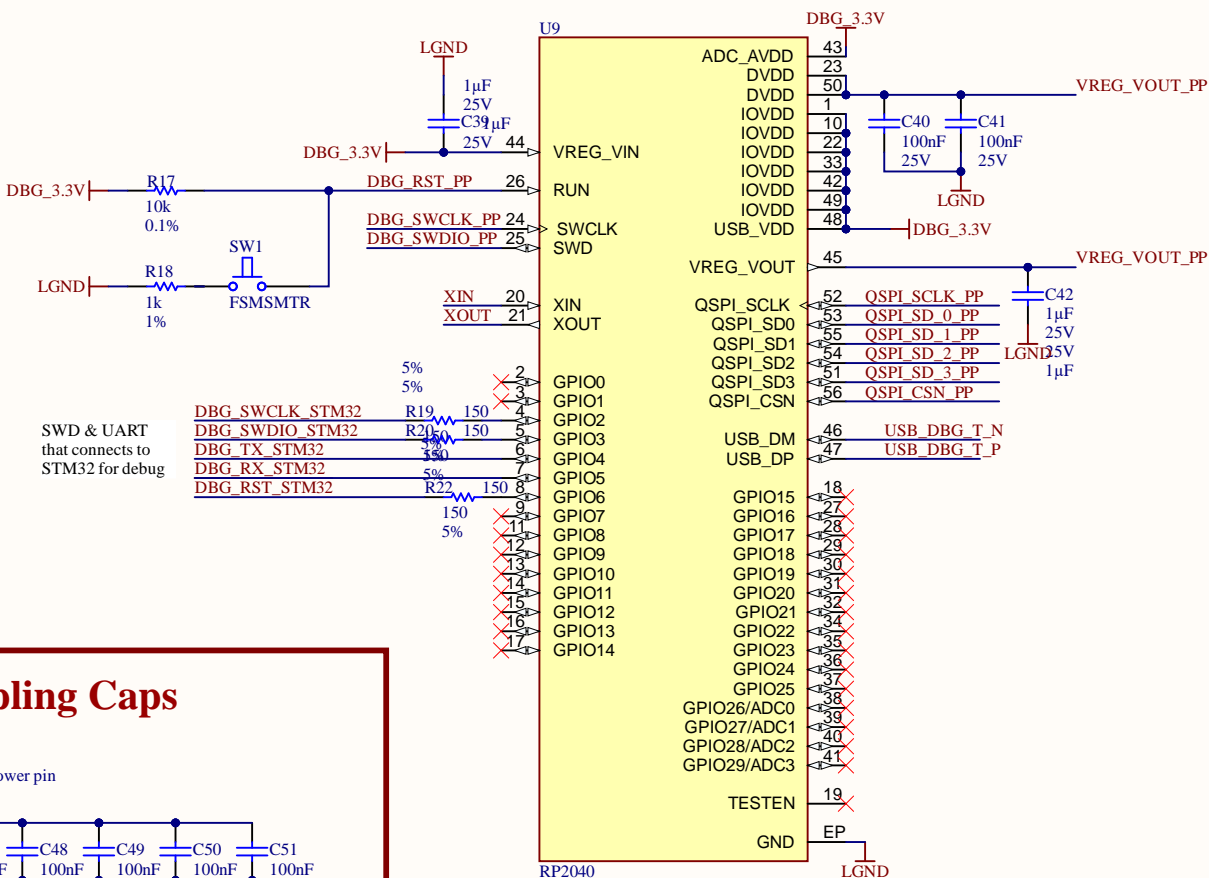 U9
DBG_3.3V
LGND
1µF
25V
C39
1µF
25V
DBG_3.3V
44
VREG_VIN
DBG_3.3V
R17
10k
0.1%
DBG_RST_PP
26
RUN
DBG_SWCLK_PP
24
SWCLK
DBG_SWDIO_PP
25
SWD
LGND
R18
1k
1%
SW1
FSMSMTR
XIN
20
XIN
XOUT
21
XOUT
5%
5%
2
GPIO0
3
GPIO1
SWD & UART
that connects to
STM32 for debug
DBG_SWCLK_STM32
R19
150
4
GPIO2
DBG_SWDIO_STM32
R20
150
5
GPIO3
DBG_TX_STM32
6
GPIO4
DBG_RX_STM32
5%
7
GPIO5
DBG_RST_STM32
R22
150
8
GPIO6
150
5%
9
GPIO7
11
GPIO8
12
GPIO9
13
GPIO10
14
GPIO11
15
GPIO12
16
GPIO13
17
GPIO14
ADC_AVDD
43
DVDD
23
DVDD
50
VREG_VOUT_PP
IOVDD
1
IOVDD
10
IOVDD
22
IOVDD
33
IOVDD
42
IOVDD
49
USB_VDD
48
DBG_3.3V
C40
100nF
25V
C41
100nF
25V
LGND
VREG_VOUT
45
VREG_VOUT_PP
C42
1µF
25V
25V
1µF
LGND
QSPI_SCLK
52
QSPI_SCLK_PP
QSPI_SD0
53
QSPI_SD_0_PP
QSPI_SD1
55
QSPI_SD_1_PP
QSPI_SD2
54
QSPI_SD_2_PP
QSPI_SD3
51
QSPI_SD_3_PP
QSPI_CSN
56
QSPI_CSN_PP
USB_DM
46
USB_DBG_T_N
USB_DP
47
USB_DBG_T_P
GPIO15
18
GPIO16
27
GPIO17
28
GPIO18
29
GPIO19
30
GPIO20
31
GPIO21
32
GPIO22
34
GPIO23
35
GPIO24
36
GPIO25
37
GPIO26/ADC0
38
GPIO27/ADC1
39
GPIO28/ADC2
40
GPIO29/ADC3
41
TESTEN
19
GND
EP
LGND
RP2040
pling Caps
ower pin
F
C48
100nF
C49
100nF
C50
100nF
C51
100nF